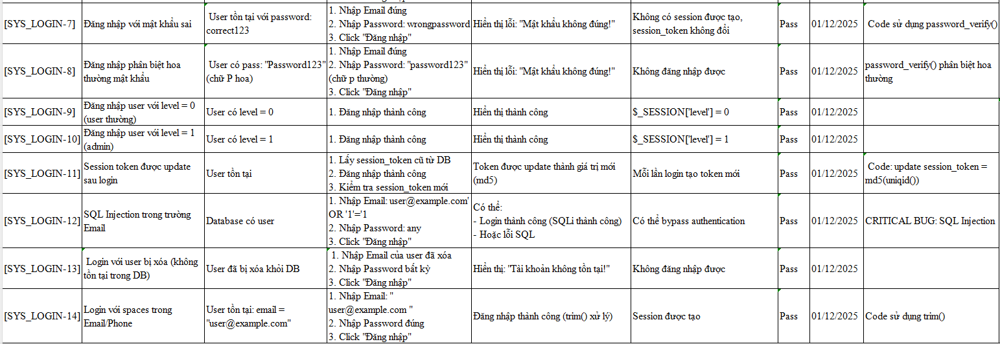 [SYS_LOGIN-7]
Đăng nhập với mật khẩu sai
User tồn tại với password:
correct123
1. Nhập Email đúng
2. Nhập Password: wrongpassword
3. Click "Đăng nhập"
Hiển thị lỗi: "Mật khẩu không đúng!"
Không có session được tạo,
session_token không đổi
Pass
01/12/2025
Code sử dụng password_verify()
[SYS_LOGIN-8]
Đăng nhập phân biệt hoa
thường mật khẩu
User có pass: "Password123"
(chữ P hoa)
1. Nhập Email đúng
2. Nhập Password: "password123"
(chữ p thường)
3. Click "Đăng nhập"
Hiển thị lỗi: "Mật khẩu không đúng!"
Không đăng nhập được
Pass
01/12/2025
password_verify() phân biệt hoa
thường
[SYS_LOGIN-9]
Đăng nhập user với level = 0
(user thường)
User có level = 0
1. Đăng nhập thành công
Hiển thị thành công
$_SESSION['level'] = 0
Pass
01/12/2025
[SYS_LOGIN-10]
Đăng nhập user với level = 1
(admin)
User có level = 1
1. Đăng nhập thành công
Hiển thị thành công
$_SESSION['level'] = 1
Pass
01/12/2025
[SYS_LOGIN-11]
Session token được update
sau login
User tồn tại
1. Lấy session_token cũ từ DB
2. Đăng nhập thành công
3. Kiểm tra session_token mới
Token được update thành giá trị mới
(md5)
Mỗi lần login tạo token mới
Pass
01/12/2025
Code: update session_token =
md5(uniqid())
[SYS_LOGIN-12]
SQL Injection trong trường
Email
Database có user
1. Nhập Email: user@example.com'
OR '1'='1
2. Nhập Password: any
3. Click "Đăng nhập"
Có thể:
- Login thành công (SQLi thành công)
- Hoặc lỗi SQL
Có thể bypass authentication
Pass
01/12/2025
CRITICAL BUG: SQL Injection
[SYS_LOGIN-13]
Login với user bị xóa (không
tồn tại trong DB)
User đã bị xóa khỏi DB
1. Nhập Email của user đã xóa
2. Nhập Password bất kỳ
3. Click "Đăng nhập"
Hiển thị: "Tài khoản không tồn tại!"
Không đăng nhập được
Pass
01/12/2025
[SYS_LOGIN-14]
Login với spaces trong
Email/Phone
User tồn tại: email =
"user@example.com"
1. Nhập Email: "
user@example.com "
2. Nhập Password đúng
3. Click "Đăng nhập"
Đăng nhập thành công (trim() xử lý)
Session được tạo
Pass
01/12/2025
Code sử dụng trim()